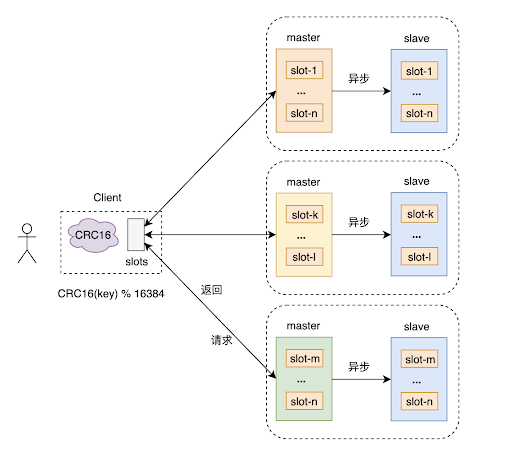 master
slave
slot-1
...
slot-n
异步
slot-1
...
slot-n
Client
CRC16
slots
CRC16(key) % 16384
返回
请求
master
slave
slot-k
...
slot-l
异步
slot-k
...
slot-l
master
slave
slot-m
...
slot-n
异步
slot-m
...
slot-n